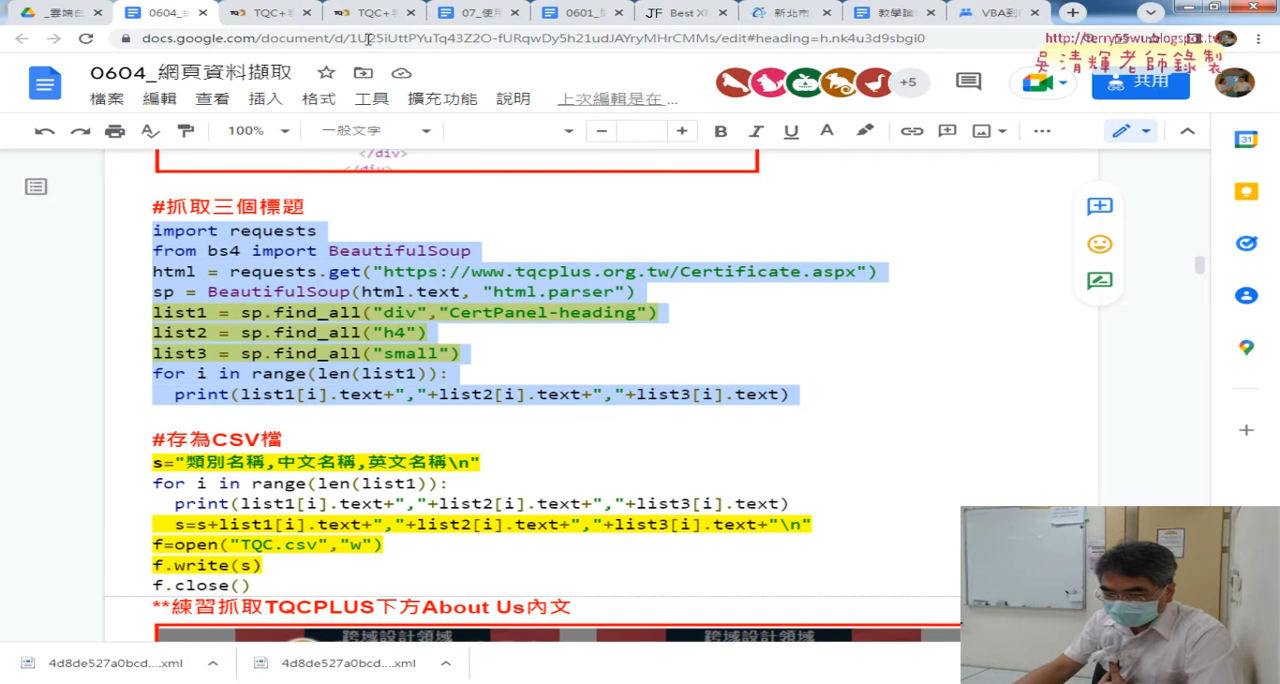 _雲端在
0604_網
TQC+
TQC+
07_使用
0601_
Best X
新北市
教學論
VBA到
docs.google.com/document/d/1U25iUttPYuTq43Z2O-fURqwDy5h21udJAYryMHrCMMs/edit#heading=h.nk4u3d9sbgi0
http://terry55wu.blogspot.tw
吳清輝老師錄製
0604_網頁資料擷取
檔案 編輯 查看 插入 格式 工具 擴充功能 說明 上次編輯是在 ...
+5
共用
100% 一般文字 − + B I U A
31
</div>
</div>
#抓取三個標題
import requests
from bs4 import BeautifulSoup
html = requests.get("https://www.tqcplus.org.tw/Certificate.aspx")
sp = BeautifulSoup(html.text, "html.parser")
list1 = sp.find_all("div","CertPanel-heading")
list2 = sp.find_all("h4")
list3 = sp.find_all("small")
for i in range(len(list1)):
print(list1[i].text+","+list2[i].text+","+list3[i].text)
#存為CSV檔
s="類別名稱,中文名稱,英文名稱\n"
for i in range(len(list1)):
print(list1[i].text+","+list2[i].text+","+list3[i].text)
s=s+list1[i].text+","+list2[i].text+","+list3[i].text+"\n"
f=open("TQC.csv","w")
f.write(s)
f.close()
**練習抓取TQCPLUS下方About Us內文
跨域設計領域 跨域設計領域
4d8de527a0bcd....xml 4d8de527a0bcd....xml